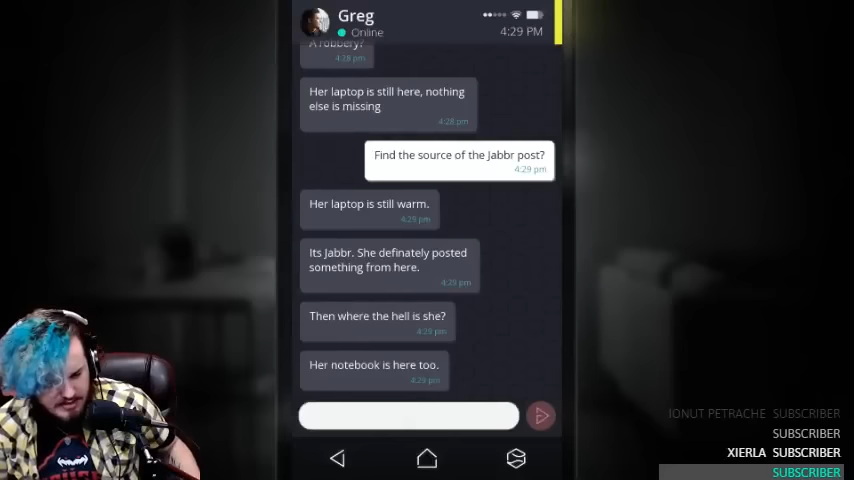 Greg
Online
4:29 PM
A robbery?
4:28 pm
Her laptop is still here, nothing
else is missing
4:28 pm
Find the source of the Jabbr post?
4:29 pm
Her laptop is still warm.
4:29 pm
Its Jabbr. She definately posted
something from here.
4:29 pm
Then where the hell is she?
4:29 pm
Her notebook is here too.
4:29 pm
IONUT PETRACHE SUBSCRIBER
SUBSCRIBER
XIERLA SUBSCRIBER
SUBSCRIBER